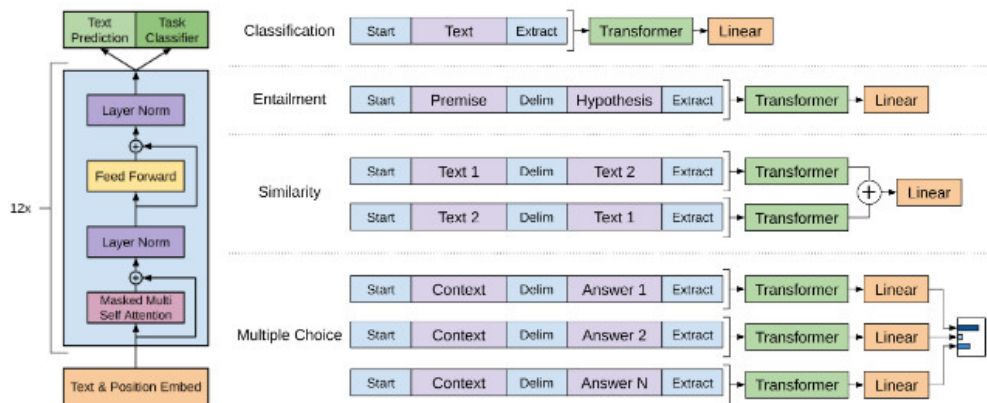 Text Prediction
Task Classifier
12x
Layer Norm
+
Feed Forward
Layer Norm
+
Masked Multi
Self Attention
Text & Position Embed
Classification
Start Text Extract Transformer Linear
Entailment
Start Premise Delim Hypothesis Extract Transformer Linear
Similarity
Start Text 1 Delim Text 2 Extract Transformer
+ Linear
Start Text 2 Delim Text 1 Extract Transformer
Multiple Choice
Start Context Delim Answer 1 Extract Transformer Linear
Start Context Delim Answer 2 Extract Transformer Linear
Start Context Delim Answer N Extract Transformer Linear